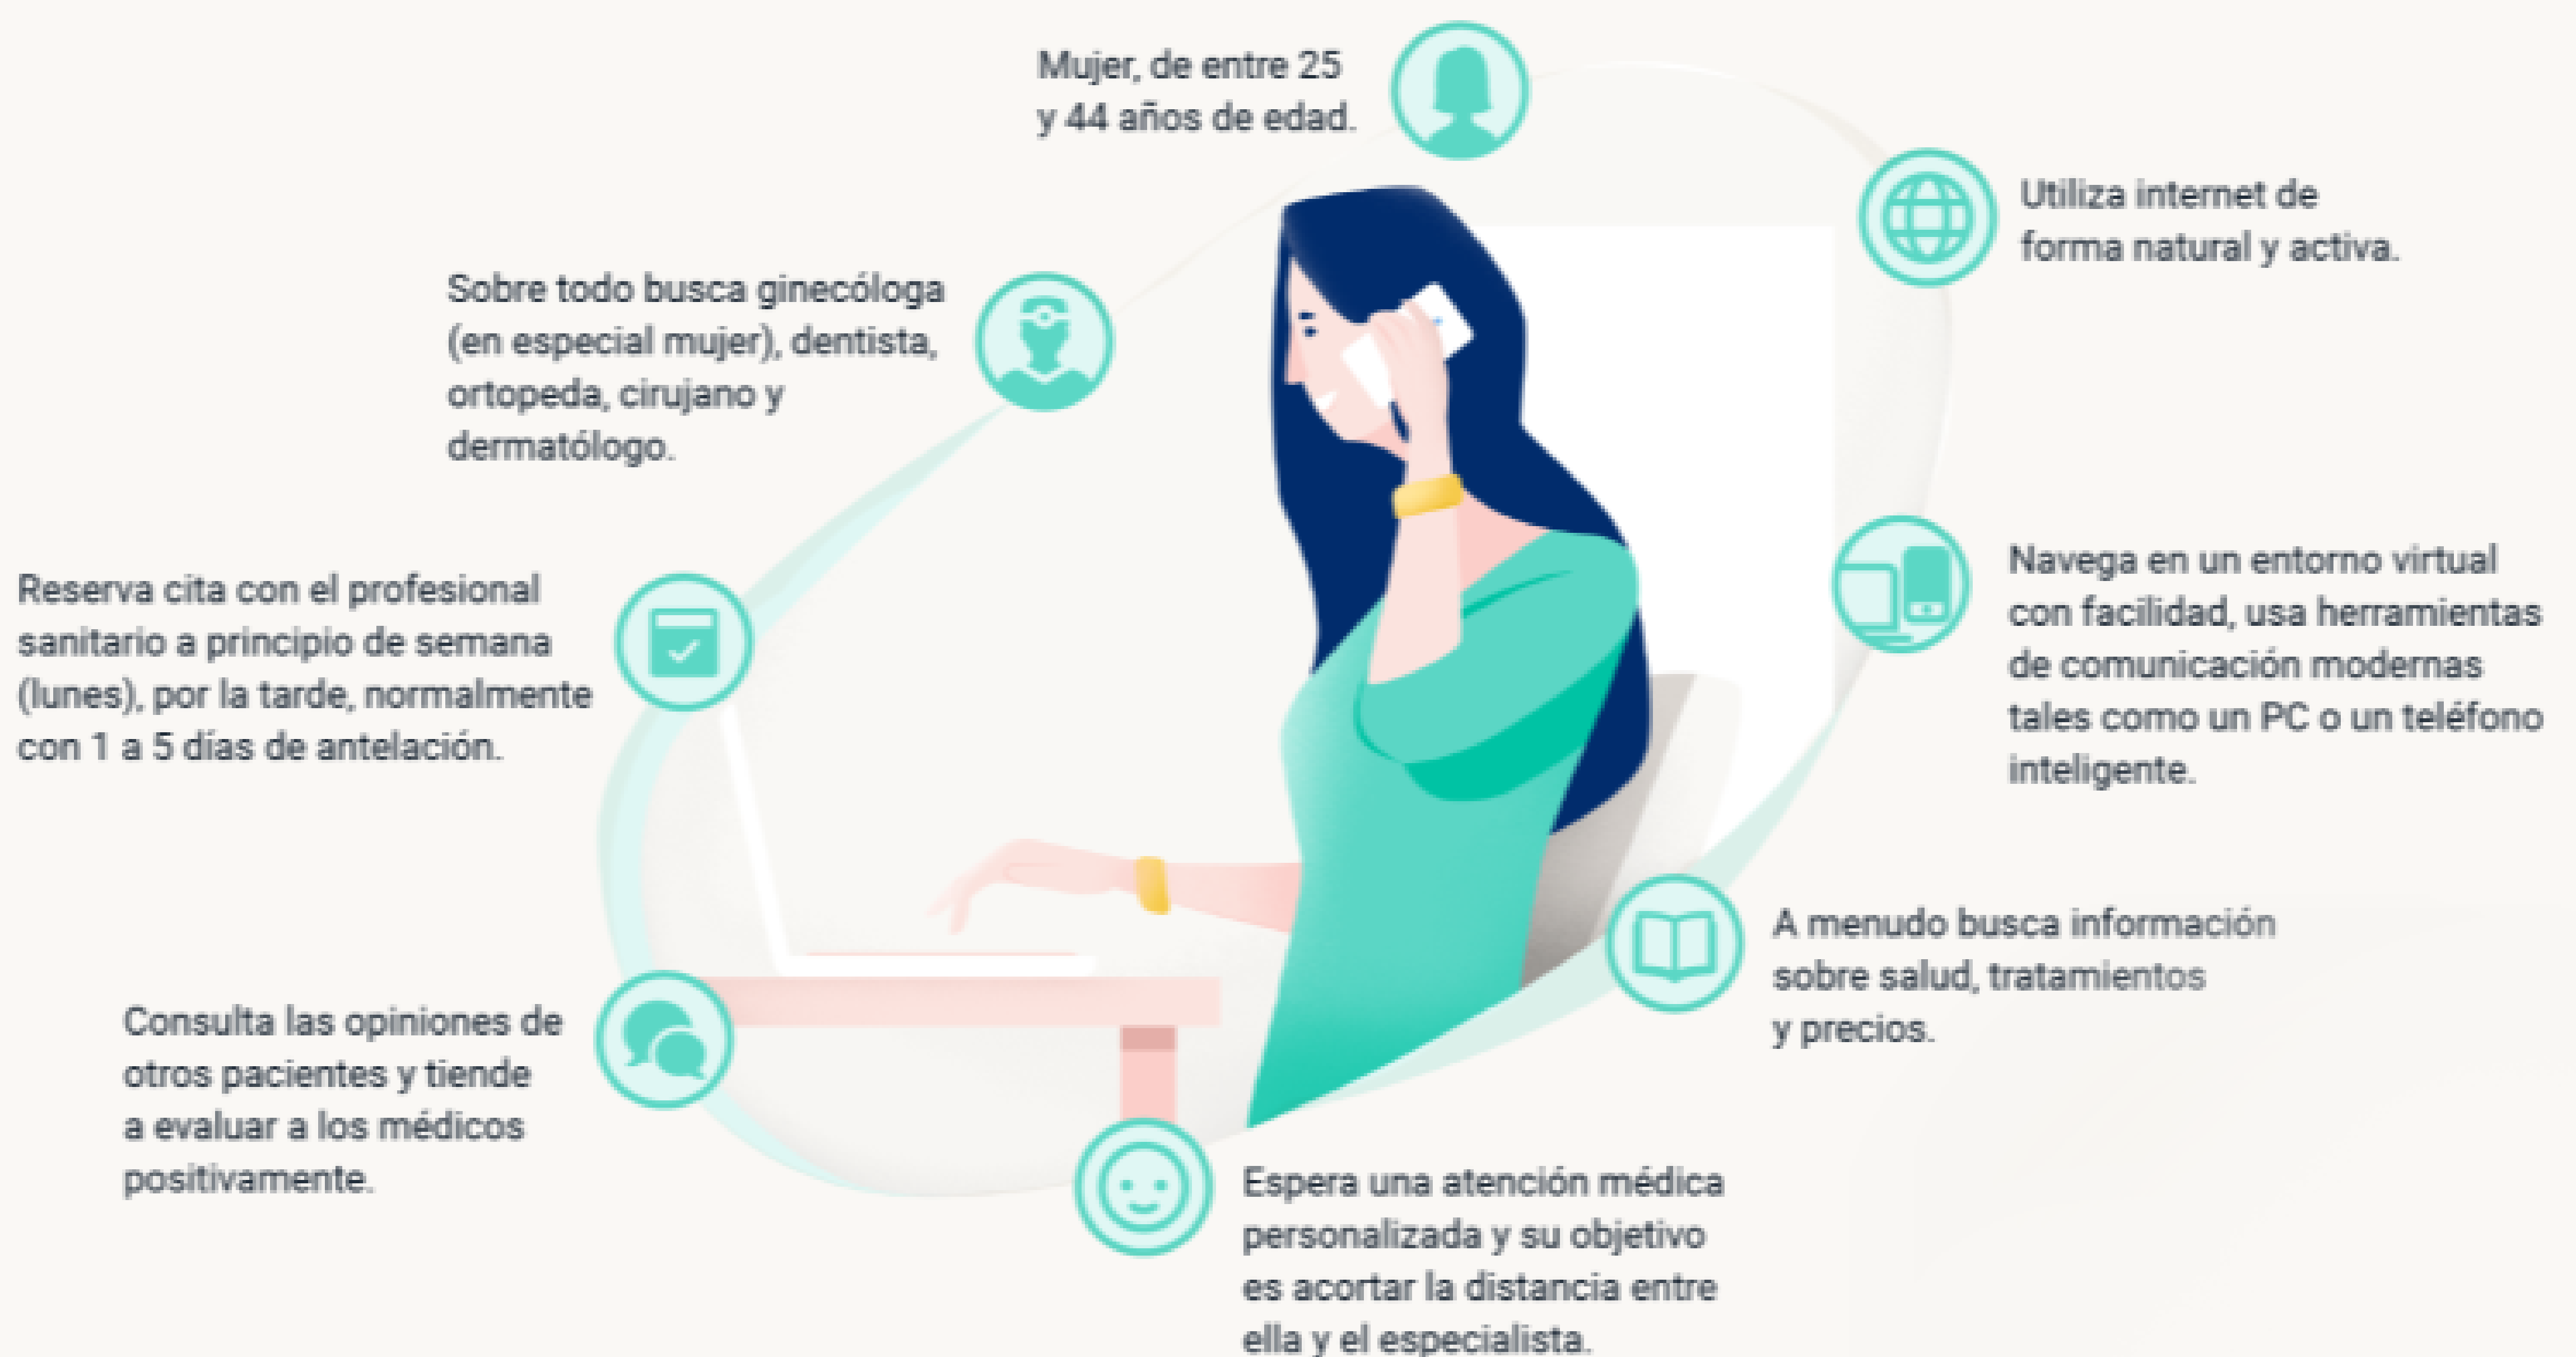 Mujer, de entre 25
y 44 años de edad.
Utiliza internet de
forma natural y activa.
Navega en un entorno virtual
con facilidad, usa herramientas
de comunicación modernas
tales como un PC o un teléfono
inteligente.
A menudo busca información
sobre salud, tratamientos
y precios.
Espera una atención médica
personalizada y su objetivo
es acortar la distancia entre
ella y el especialista.
Consulta las opiniones de
otros pacientes y tiende
a evaluar a los médicos
positivamente.
Reserva cita con el profesional
sanitario a principio de semana
(lunes), por la tarde, normalmente
con 1 a 5 días de antelación.
Sobre todo busca ginecóloga
(en especial mujer), dentista,
ortopeda, cirujano y
dermatólogo.